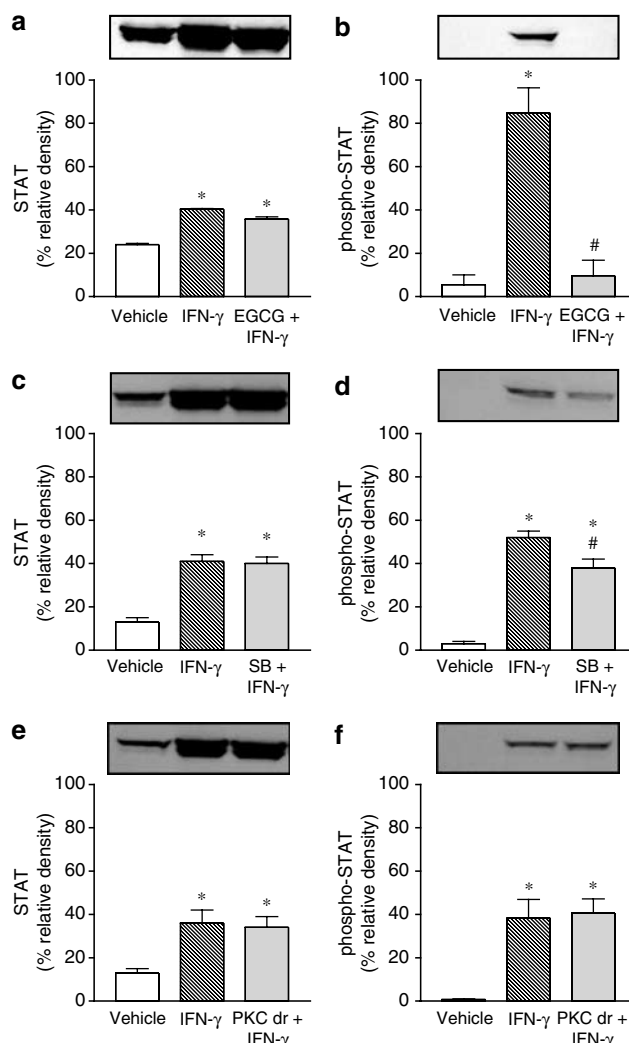 a
STAT
(% relative density)
100
80
60
40
20
0
*
*
Vehicle
IFN-γ
EGCG +
IFN-γ
b
phospho-STAT
(% relative density)
100
80
60
40
20
0
*
#
Vehicle
IFN-γ
EGCG +
IFN-γ
c
STAT
(% relative density)
100
80
60
40
20
0
*
*
Vehicle
IFN-γ
SB +
IFN-γ
d
phospho-STAT
(% relative density)
100
80
60
40
20
0
*
*
#
Vehicle
IFN-γ
SB +
IFN-γ
e
STAT
(% relative density)
100
80
60
40
20
0
*
*
Vehicle
IFN-γ
PKC dr +
IFN-γ
f
phospho-STAT
(% relative density)
100
80
60
40
20
0
*
*
Vehicle
IFN-γ
PKC dr +
IFN-γ